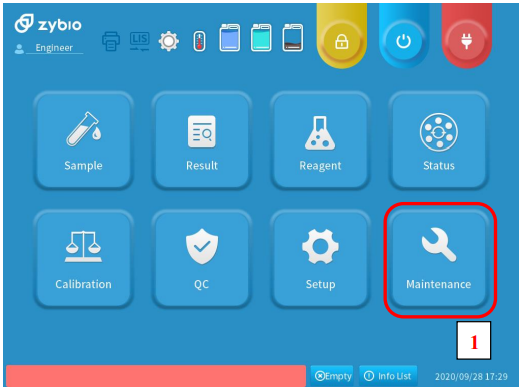 zybio
Engineer
LIS
Sample
Result
Reagent
Status
Calibration
QC
Setup
Maintenance
1
Empty
Info List
2020/09/28 17:29